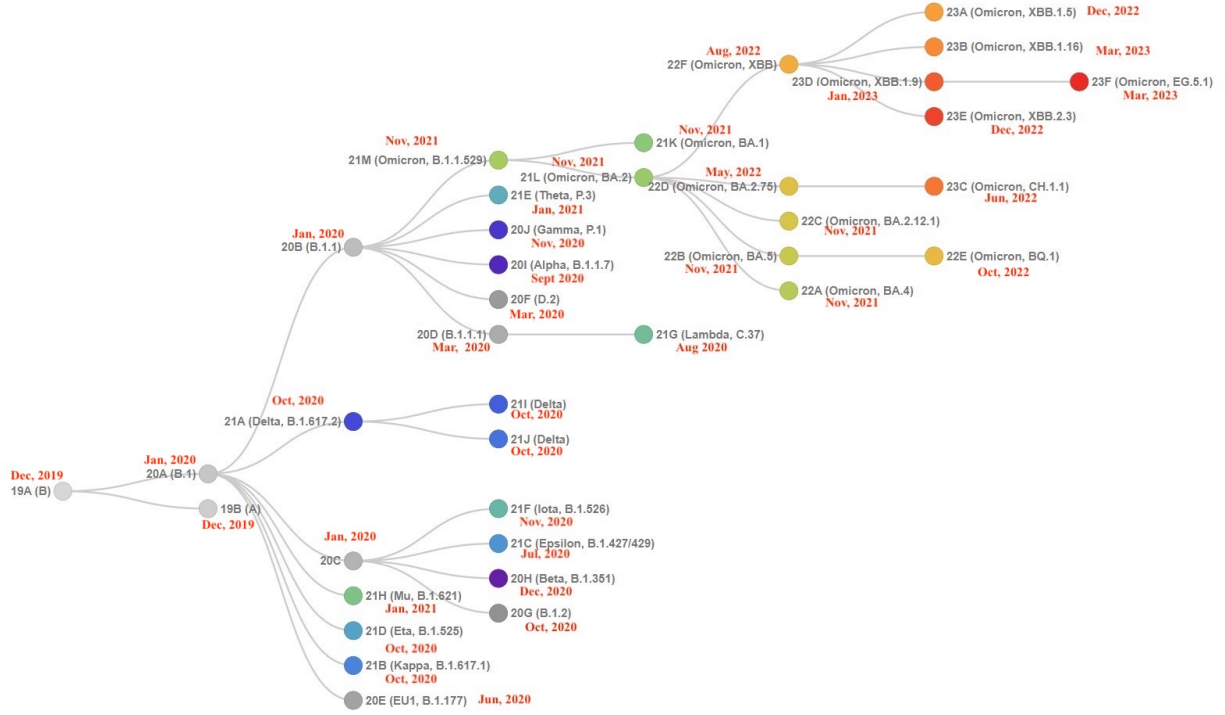 23A (Omicron, XBB.1.5) Dec, 2022
23B (Omicron, XBB.1.16) Mar, 2023
Aug, 2022
22F (Omicron, XBB)
23D (Omicron, XBB.1.9) 23F (Omicron, EG.5.1)
Jan, 2023 Mar, 2023
23E (Omicron, XBB.2.3)
Dec, 2022
Nov, 2021
21K (Omicron, BA.1)
Nov, 2021
21M (Omicron, B.1.1.529)
Nov, 2021
21L (Omicron, BA.2)
May, 2022
22D (Omicron, BA.2.75) 23C (Omicron, CH.1.1)
Jun, 2022
21E (Theta, P.3)
Jan, 2021
22C (Omicron, BA.2.12.1)
Nov, 2021
20J (Gamma, P.1)
Nov, 2020
Jan, 2020
20B (B.1.1)
22B (Omicron, BA.5) 22E (Omicron, BQ.1)
Nov, 2021 Oct, 2022
20I (Alpha, B.1.1.7)
Sept 2020
22A (Omicron, BA.4)
Nov, 2021
20F (D.2)
Mar, 2020
20D (B.1.1.1) 21G (Lambda, C.37)
Mar, 2020 Aug 2020
Oct, 2020
21A (Delta, B.1.617.2)
21I (Delta)
Oct, 2020
21J (Delta)
Oct, 2020
Jan, 2020
20A (B.1)
Dec, 2019
19A (B)
19B (A)
Dec, 2019
21F (Iota, B.1.526)
Nov, 2020
Jan, 2020
20C
21C (Epsilon, B.1.427/429)
Jul, 2020
20H (Beta, B.1.351)
Dec, 2020
21H (Mu, B.1.621)
Jan, 2021
20G (B.1.2)
Oct, 2020
21D (Eta, B.1.525)
Oct, 2020
21B (Kappa, B.1.617.1)
Oct, 2020
20E (EU1, B.1.177) Jun, 2020